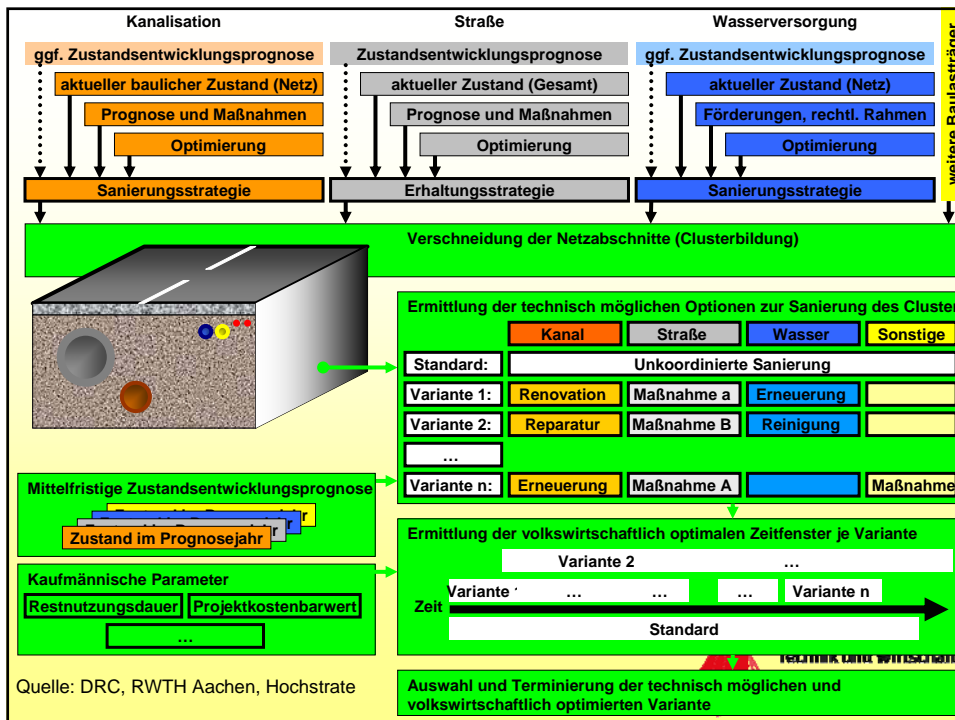 Kanalisation
Straße
Wasserversorgung
weitere Baulastträger
ggf. Zustandsentwicklungsprognose
Zustandsentwicklungsprognose
ggf. Zustandsentwicklungsprognose
aktueller baulicher Zustand (Netz)
aktueller Zustand (Gesamt)
aktueller Zustand (Netz)
Prognose und Maßnahmen
Prognose und Maßnahmen
Förderungen, rechtl. Rahmen
Optimierung
Optimierung
Optimierung
Sanierungsstrategie
Erhaltungsstrategie
Sanierungsstrategie
Verschneidung der Netzabschnitte (Clusterbildung)
Ermittlung der technisch möglichen Optionen zur Sanierung des Cluster
Kanal
Straße
Wasser
Sonstige
Standard:
Unkoordinierte Sanierung
Variante 1:
Renovation
Maßnahme a
Erneuerung
Variante 2:
Reparatur
Maßnahme B
Reinigung
…
Variante n:
Erneuerung
Maßnahme A
Maßnahme
Mittelfristige Zustandsentwicklungsprognose
Zustand im Prognosejahr
Kaufmännische Parameter
Restnutzungsdauer
Projektkostenbarwert
…
Ermittlung der volkswirtschaftlich optimalen Zeitfenster je Variante
Variante 2
…
Variante
…
…
…
Variante n
Zeit
Standard
Auswahl und Terminierung der technisch möglichen und
volkswirtschaftlich optimierten Variante
Quelle: DRC, RWTH Aachen, Hochstrate